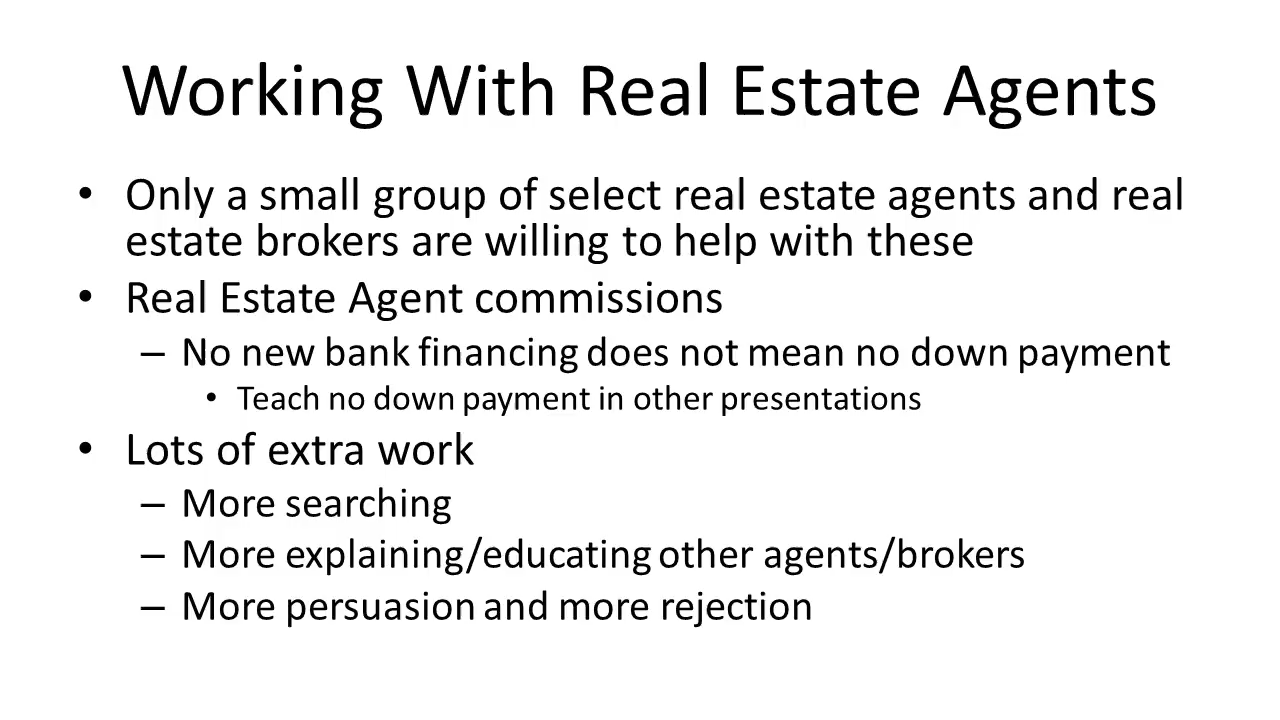 Working With Real Estate Agents
• Only a small group of select real estate agents and real
estate brokers are willing to help with these
• Real Estate Agent commissions
– No new bank financing does not mean no down payment
• Teach no down payment in other presentations
• Lots of extra work
– More searching
– More explaining/educating other agents/brokers
– More persuasion and more rejection